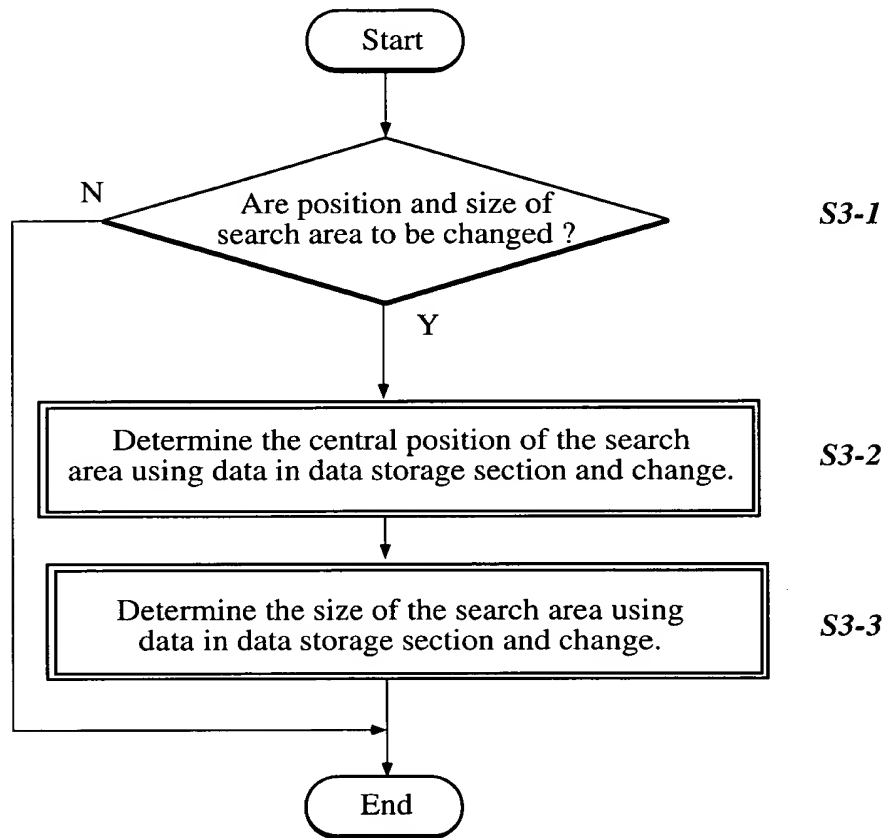 Start
N
Are position and size of
search area to be changed ?
S3-1
Y
Determine the central position of the search
area using data in data storage section and change.
S3-2
Determine the size of the search area using
data in data storage section and change.
S3-3
End